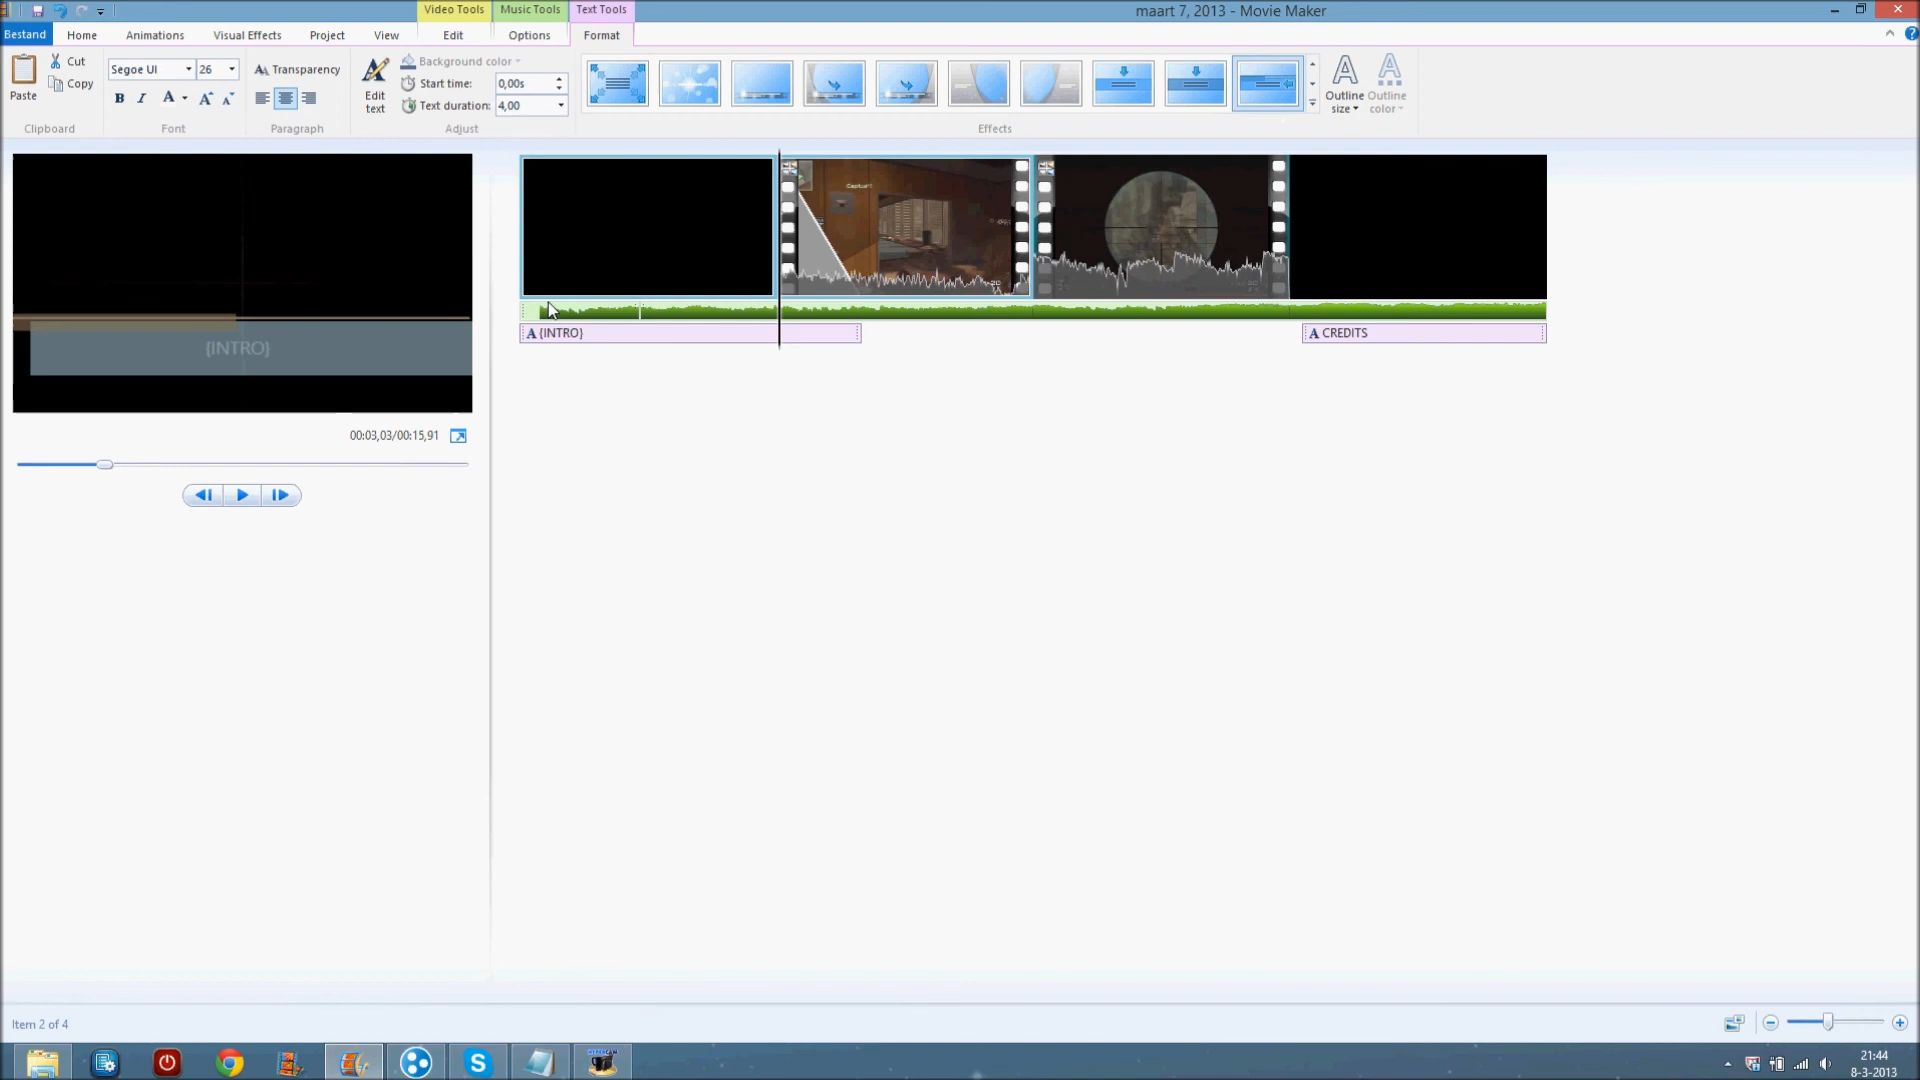 Video Tools Music Tools Text Tools maart 7, 2013 - Movie Maker
Bestand Home Animations Visual Effects Project View Edit Options Format
Paste
Cut
Copy
Clipboard
Segoe UI 26
B I A A A
Font
Transparency
Paragraph
Edit
text
Background color
Start time: 0,00s
Text duration: 4,00
Adjust
Effects
Outline
size
Outline
color
{INTRO}
00:03,03/00:15,91
A {INTRO}
A CREDITS
Item 2 of 4
21:44
8-3-2013